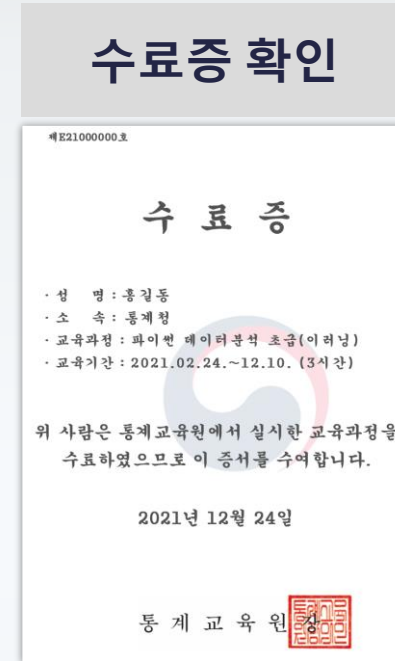 수료증 확인
제E21000000호
수 료 증
· 성 명 : 홍길동
· 소 속 : 통계청
· 교육과정 : 파이썬 데이터분석 초급(이러닝)
· 교육기간 : 2021.02.24.~12.10. (3시간)
위 사람은 통계교육원에서 실시한 교육과정을
수료하였으므로 이 증서를 수여합니다.
2021년 12월 24일
통 계 교 육 원 장